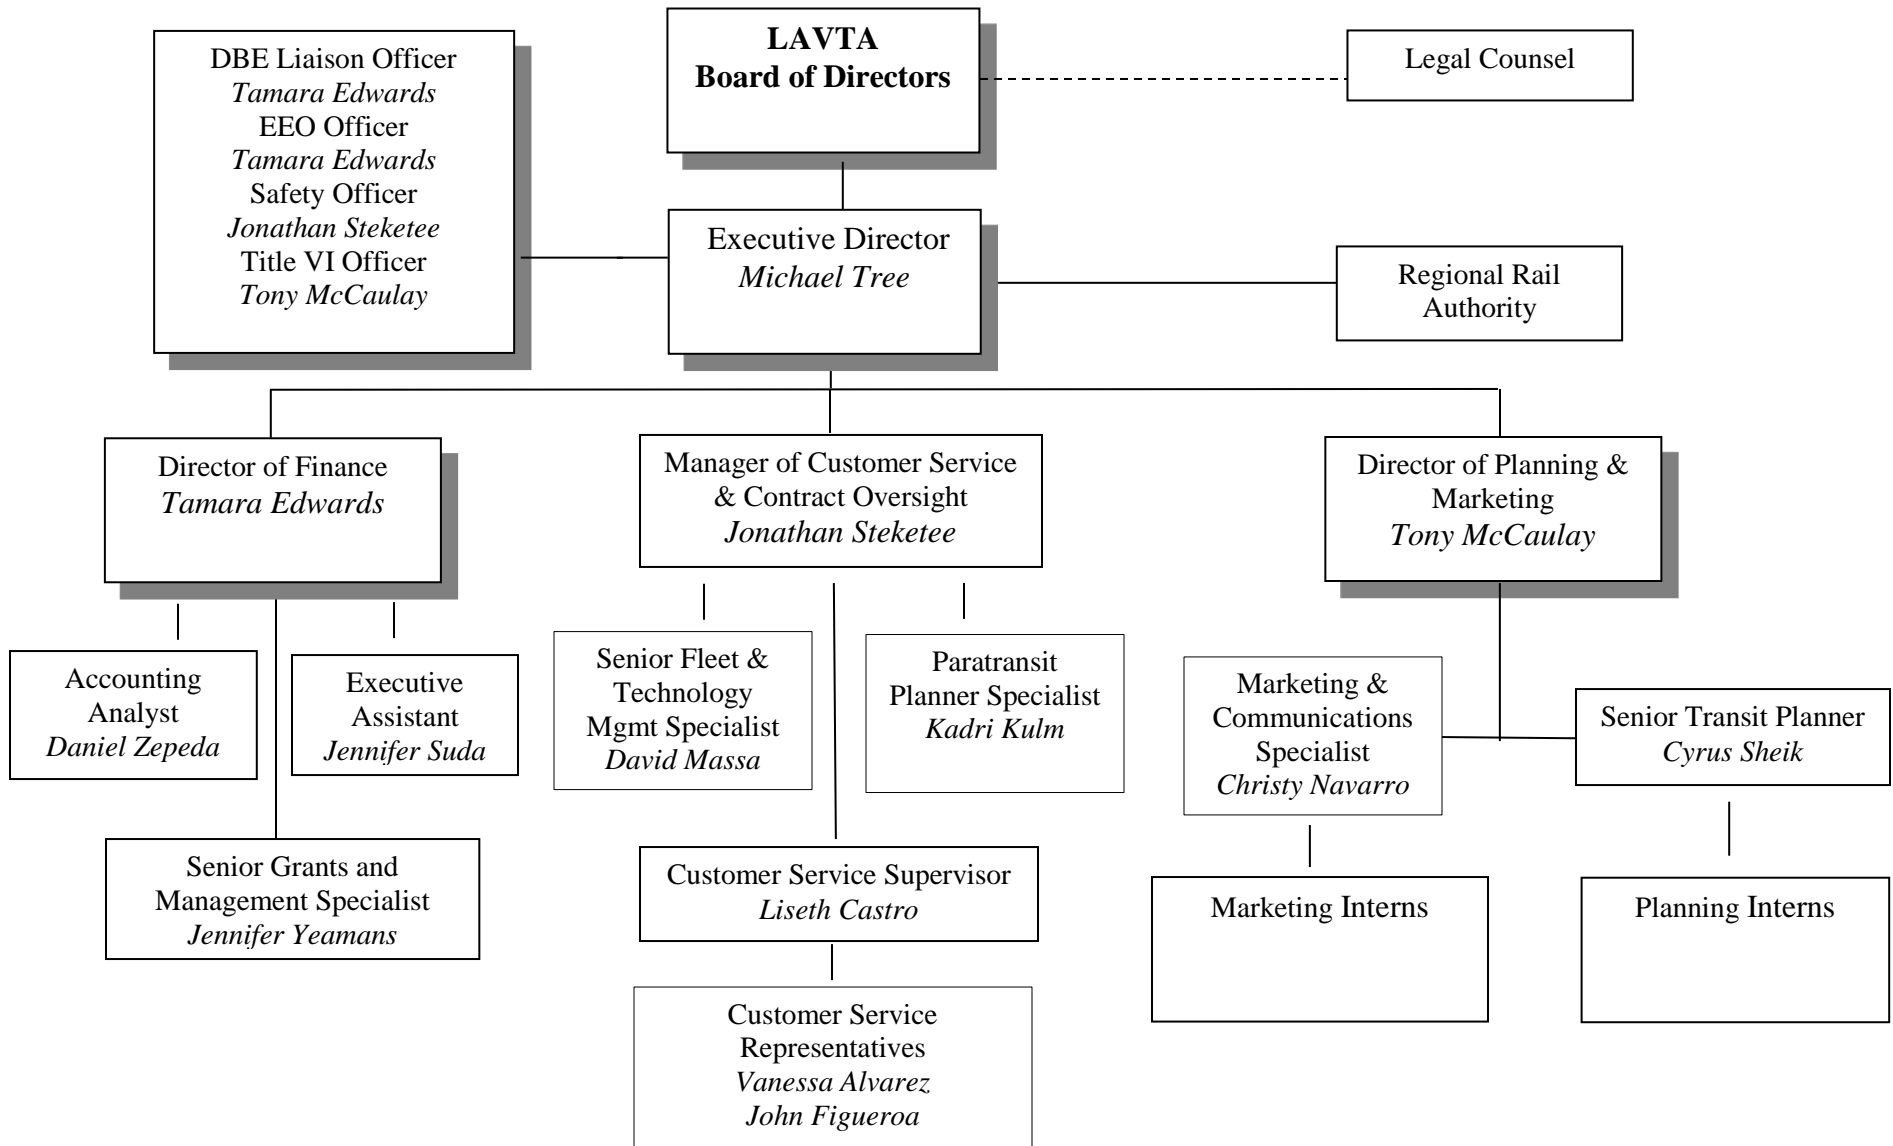 DBE Liaison Officer
Tamara Edwards
EEO Officer
Tamara Edwards
Safety Officer
Jonathan Steketee
Title VI Officer
Tony McCaulay
LAVTA
Board of Directors
Legal Counsel
Executive Director
Michael Tree
Regional Rail
Authority
Director of Finance
Tamara Edwards
Manager of Customer Service
& Contract Oversight
Jonathan Steketee
Director of Planning &
Marketing
Tony McCaulay
Accounting
Analyst
Daniel Zepeda
Executive
Assistant
Jennifer Suda
Senior Fleet &
Technology
Mgmt Specialist
David Massa
Paratransit
Planner Specialist
Kadri Kulm
Marketing &
Communications
Specialist
Christy Navarro
Senior Transit Planner
Cyrus Sheik
Senior Grants and
Management Specialist
Jennifer Yeamans
Customer Service Supervisor
Liseth Castro
Marketing Interns
Planning Interns
Customer Service
Representatives
Vanessa Alvarez
John Figueroa